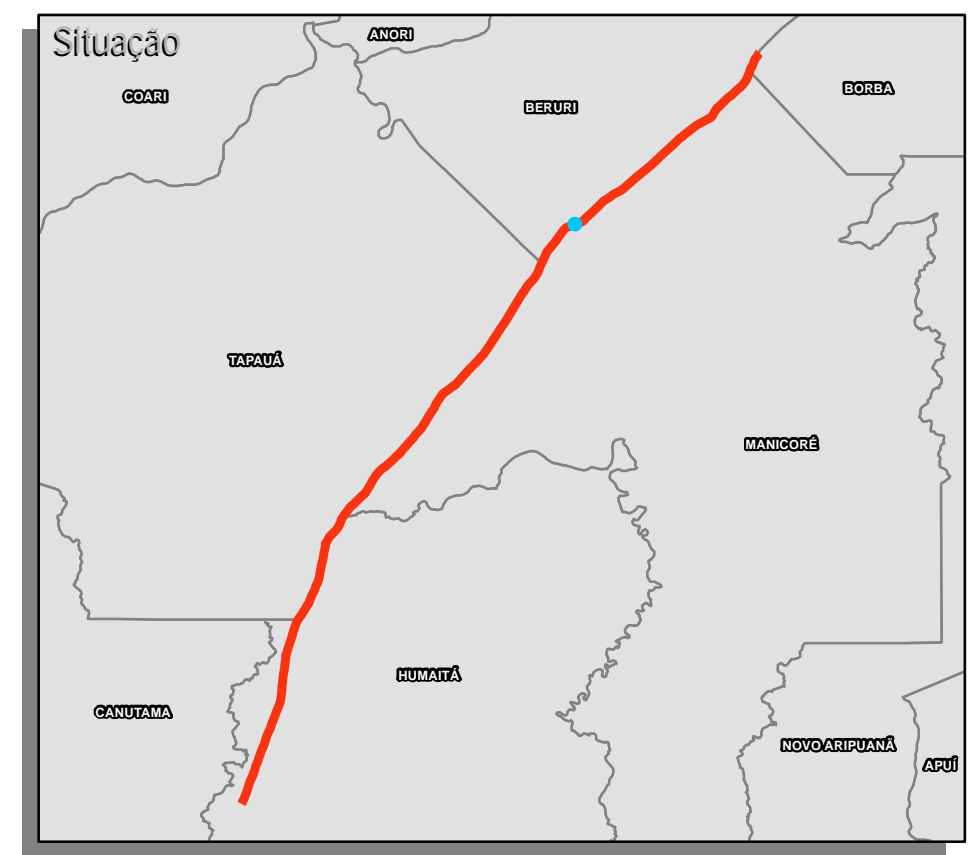 Situação
ANORI
COARI
BERURI
BORBA
TAPAUÁ
MANICORÉ
HUMAITÁ
CANUTAMA
NOVO ARIPUANÃ
APUÍ